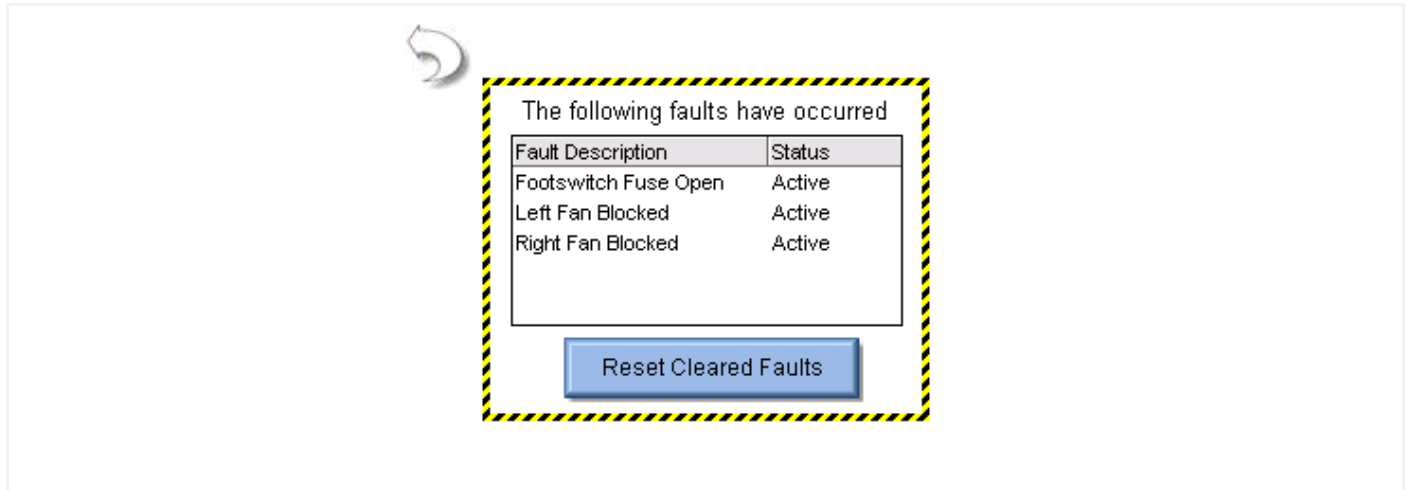 The following faults have occurred
Fault Description Status
Footswitch Fuse Open Active
Left Fan Blocked Active
Right Fan Blocked Active
Reset Cleared Faults